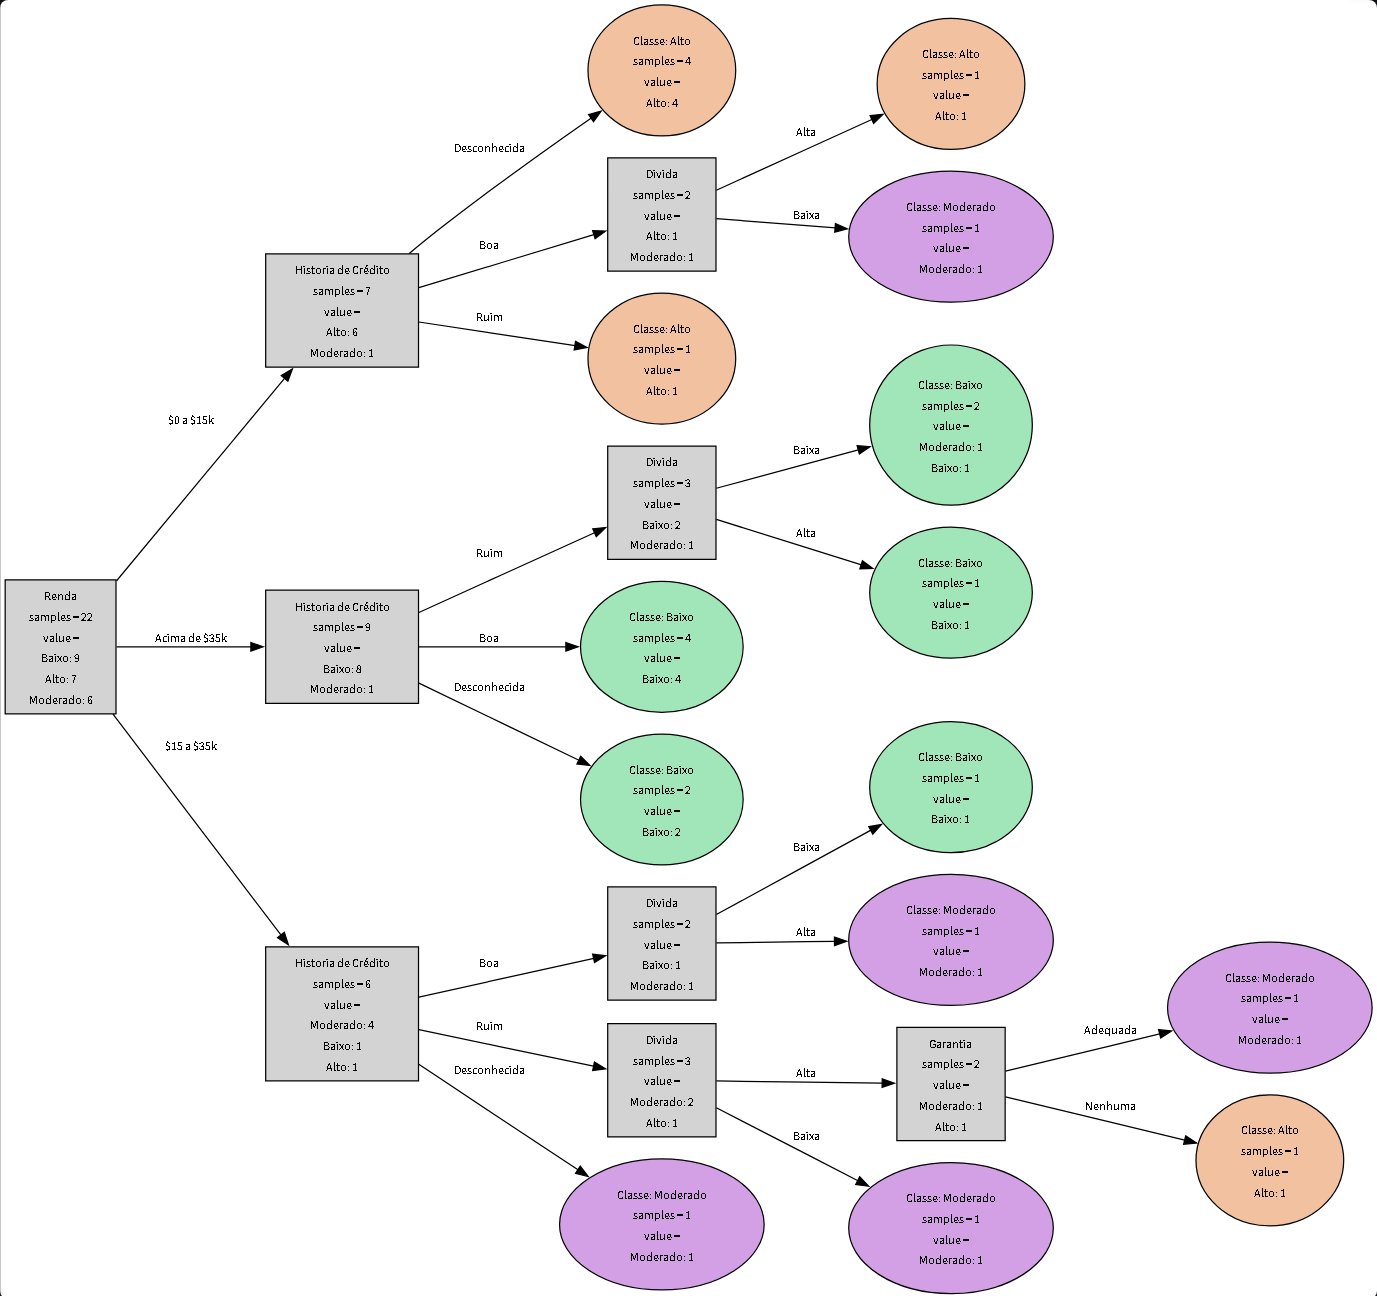 Classe: Alto
samples=4
value=
Alto: 4
Classe: Alto
samples=1
value=
Alto: 1
Desconhecida
Alta
Divida
samples=2
value=
Alto: 1
Moderado: 1
Baixa
Classe: Moderado
samples=1
value=
Moderado: 1
Boa
Historia de Crédito
samples=7
value=
Alto: 6
Moderado: 1
Ruim
Classe: Alto
samples=1
value=
Alto: 1
$0 a $15k
Classe: Baixo
samples=2
value=
Moderado: 1
Baixo: 1
Baixa
Divida
samples=3
value=
Baixo: 2
Moderado: 1
Alta
Ruim
Classe: Baixo
samples=1
value=
Baixo: 1
Renda
samples=22
value=
Baixo: 9
Alto: 7
Moderado: 6
Acima de $35k
Historia de Crédito
samples=9
value=
Baixo: 8
Moderado: 1
Boa
Classe: Baixo
samples=4
value=
Baixo: 4
Desconhecida
Classe: Baixo
samples=2
value=
Baixo: 2
$15 a $35k
Classe: Baixo
samples=1
value=
Baixo: 1
Baixa
Divida
samples=2
value=
Baixo: 1
Moderado: 1
Alta
Classe: Moderado
samples=1
value=
Moderado: 1
Boa
Historia de Crédito
samples=6
value=
Moderado: 4
Baixo: 1
Alto: 1
Ruim
Divida
samples=3
value=
Moderado: 2
Alto: 1
Alta
Garantia
samples=2
value=
Moderado: 1
Alto: 1
Adequada
Classe: Moderado
samples=1
value=
Moderado: 1
Nenhuma
Classe: Alto
samples=1
value=
Alto: 1
Desconhecida
Baixa
Classe: Moderado
samples=1
value=
Moderado: 1
Classe: Moderado
samples=1
value=
Moderado: 1